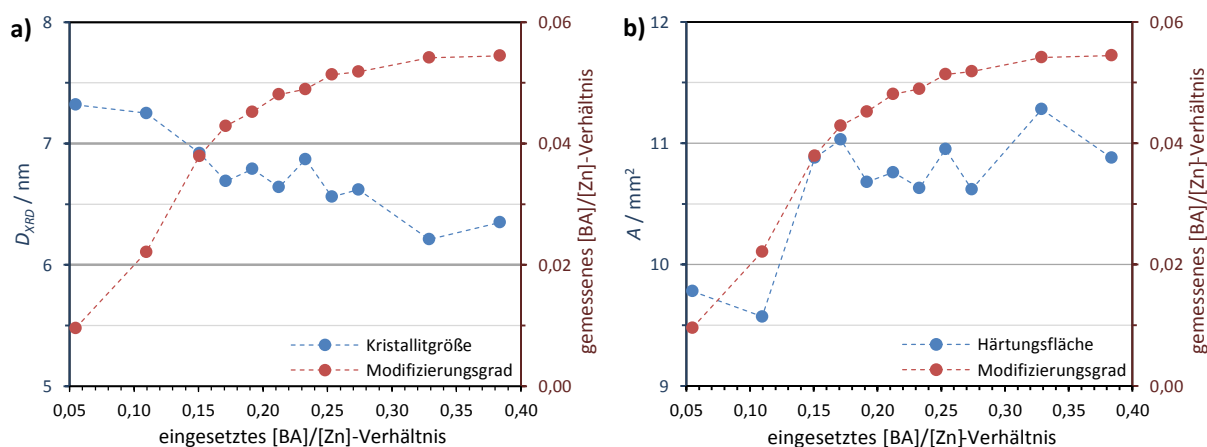 a)
8
7
6
5
D_XRD / nm
0,06
0,04
0,02
0,00
gemessenes [BA]/[Zn]-Verhältnis
Kristallitgröße
Modifizierungsgrad
0,05 0,10 0,15 0,20 0,25 0,30 0,35 0,40
eingesetztes [BA]/[Zn]-Verhältnis
b)
12
11
10
9
A / mm²
0,06
0,04
0,02
0,00
gemessenes [BA]/[Zn]-Verhältnis
Härtungsfläche
Modifizierungsgrad
0,05 0,10 0,15 0,20 0,25 0,30 0,35 0,40
eingesetztes [BA]/[Zn]-Verhältnis